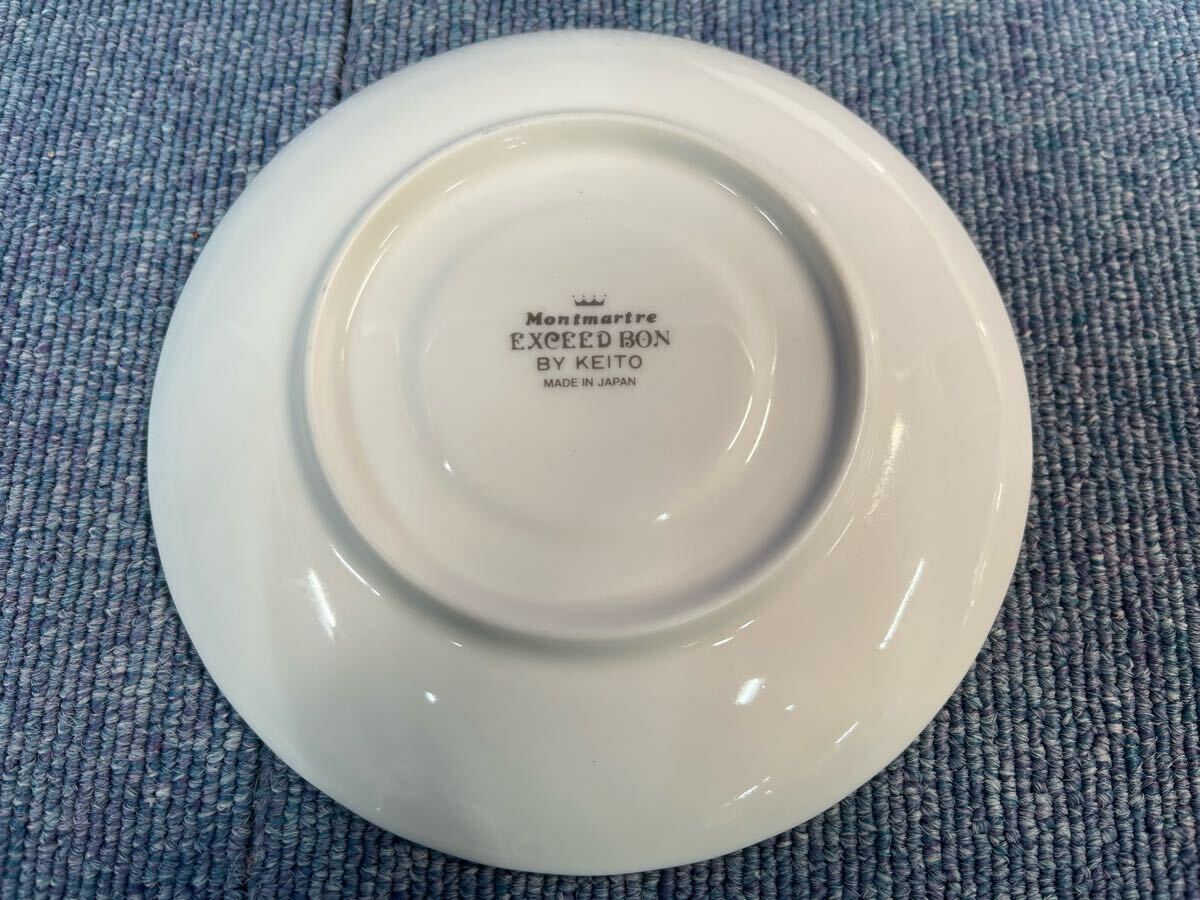 Montmartre
EXCEED BON
BY KEITO
MADE IN JAPAN